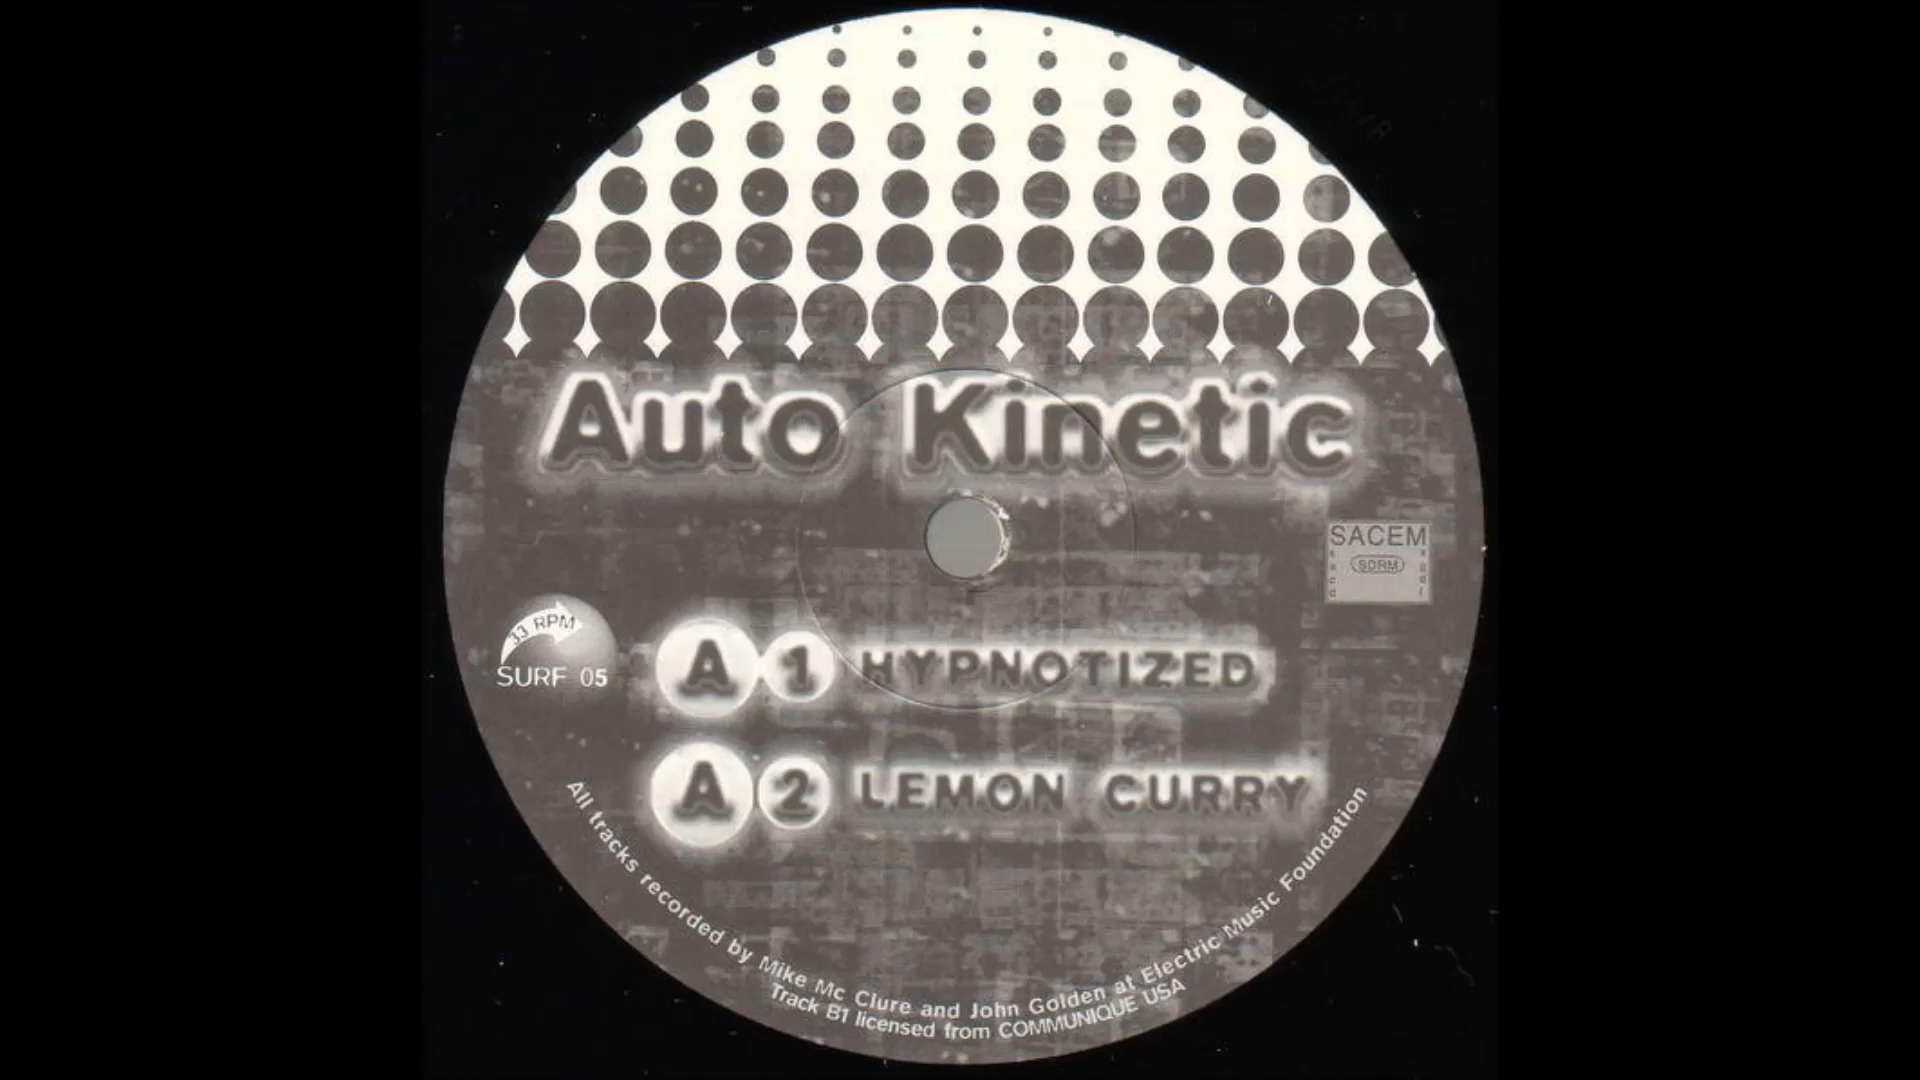 Auto Kinetic
SACEM
SDRM
33 RPM
SURF 05
A 1 HYPNOTIZED
A 2 LEMON CURRY
All tracks recorded by Mike Mc Clure and John Golden at Electric Music Foundation
Track B1 licensed from COMMUNIQUE USA